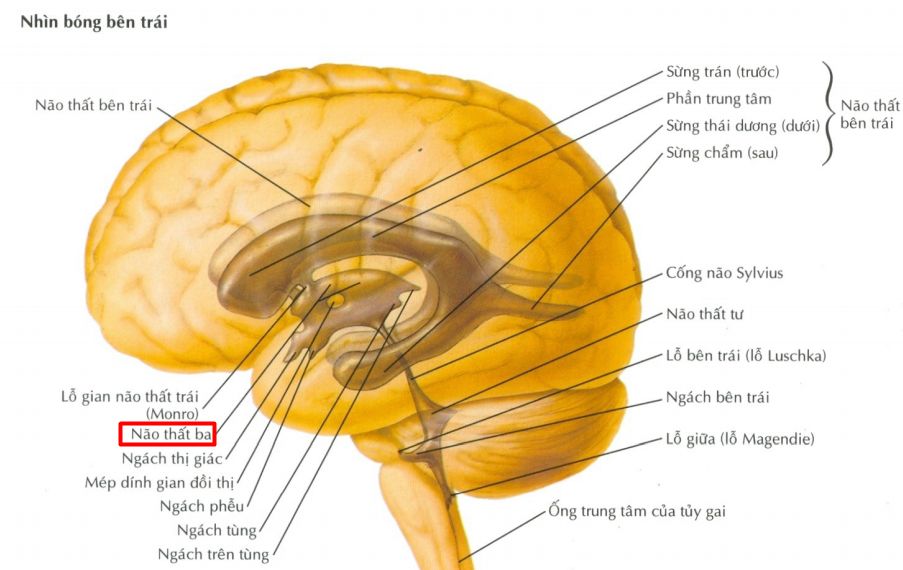 Nhìn bóng bên trái
Não thất bên trái
Sừng trán (trước)
Phần trung tâm
Sừng thái dương (dưới)
Sừng chẩm (sau)
Não thất
bên trái
Cống não Sylvius
Não thất tư
Lỗ bên trái (lỗ Luschka)
Ngách bên trái
Lỗ giữa (lỗ Magendie)
Ống trung tâm của tủy gai
Lỗ gian não thất trái
(Monro)
Não thất ba
Ngách thị giác
Mép dính gian đồi thị
Ngách phễu
Ngách tùng
Ngách trên tùng